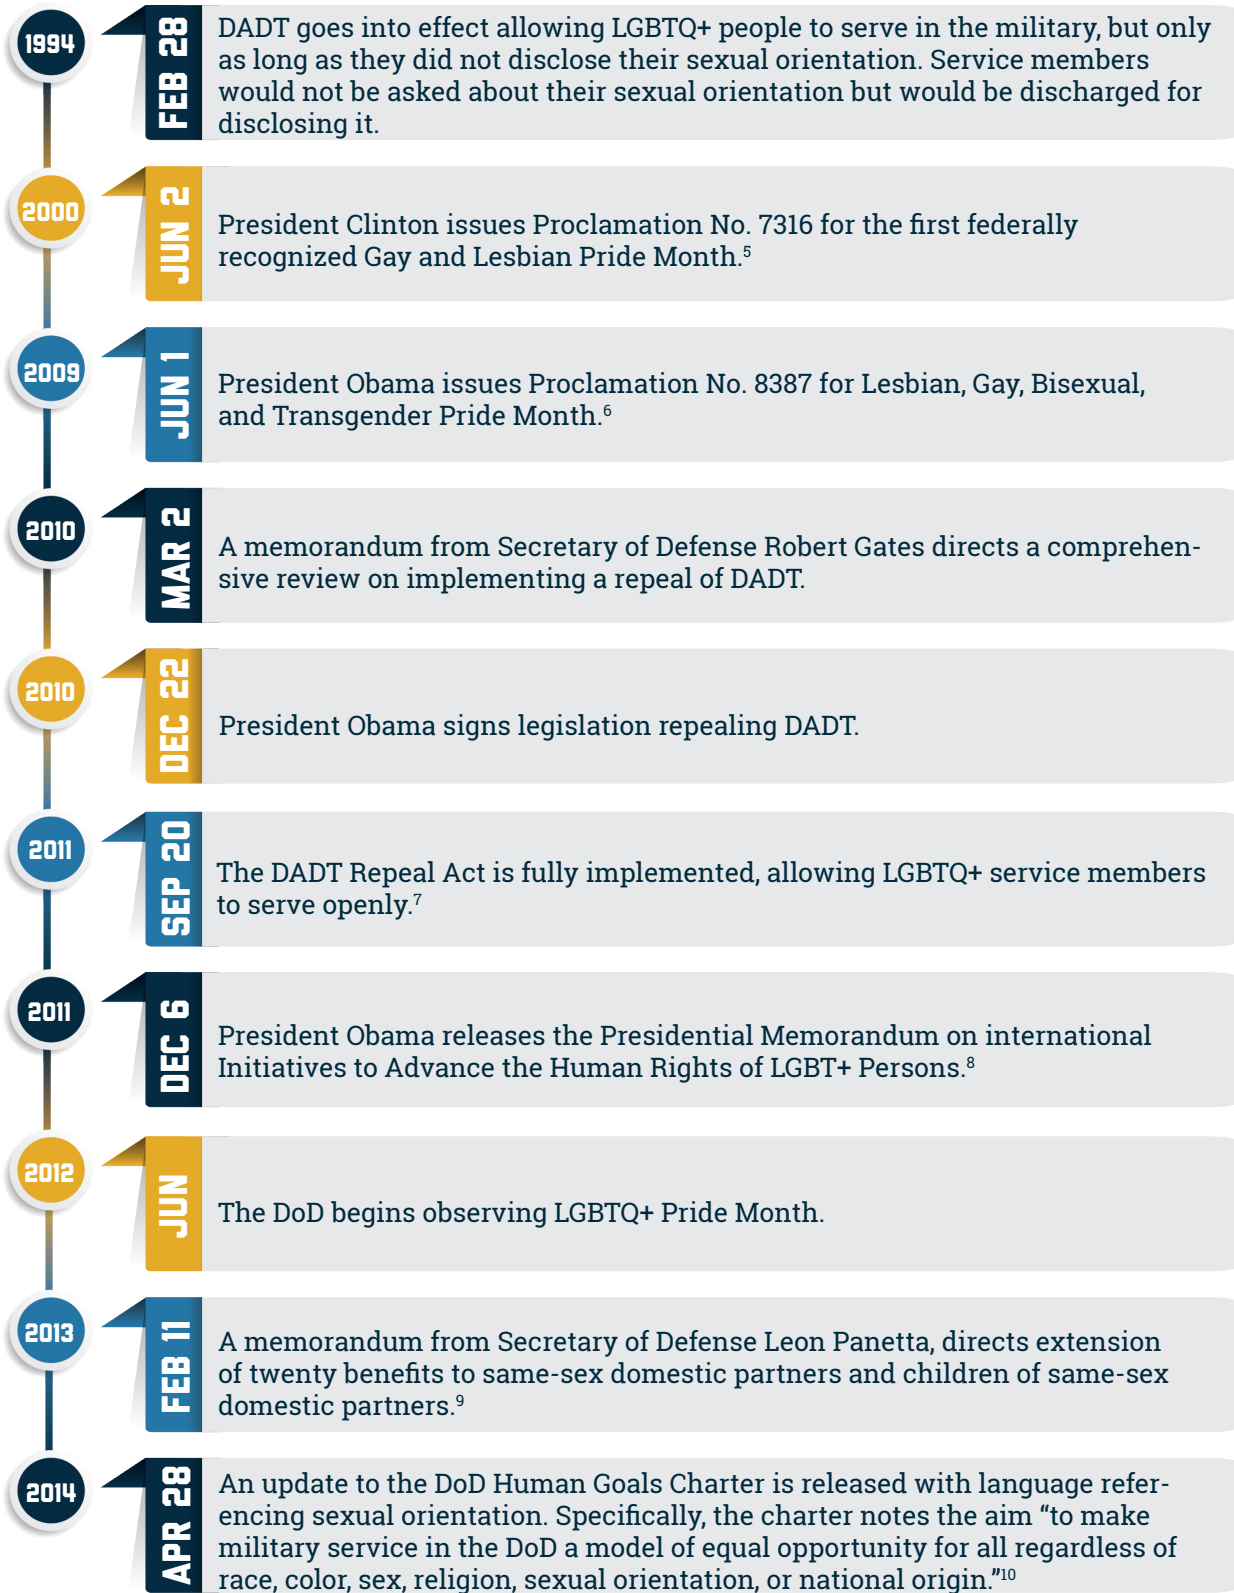 1994
FEB 28
DADT goes into effect allowing LGBTQ+ people to serve in the military, but only
as long as they did not disclose their sexual orientation. Service members
would not be asked about their sexual orientation but would be discharged for
disclosing it.
2000
JUN 2
President Clinton issues Proclamation No. 7316 for the first federally
recognized Gay and Lesbian Pride Month.5
2009
JUN 1
President Obama issues Proclamation No. 8387 for Lesbian, Gay, Bisexual,
and Transgender Pride Month.6
2010
MAR 2
A memorandum from Secretary of Defense Robert Gates directs a comprehen-
sive review on implementing a repeal of DADT.
2010
DEC 22
President Obama signs legislation repealing DADT.
2011
SEP 20
The DADT Repeal Act is fully implemented, allowing LGBTQ+ service members
to serve openly.7
2011
DEC 6
President Obama releases the Presidential Memorandum on international
Initiatives to Advance the Human Rights of LGBT+ Persons.8
2012
JUN
The DoD begins observing LGBTQ+ Pride Month.
2013
FEB 11
A memorandum from Secretary of Defense Leon Panetta, directs extension
of twenty benefits to same-sex domestic partners and children of same-sex
domestic partners.9
2014
APR 28
An update to the DoD Human Goals Charter is released with language refer-
encing sexual orientation. Specifically, the charter notes the aim “to make
military service in the DoD a model of equal opportunity for all regardless of
race, color, sex, religion, sexual orientation, or national origin.”10